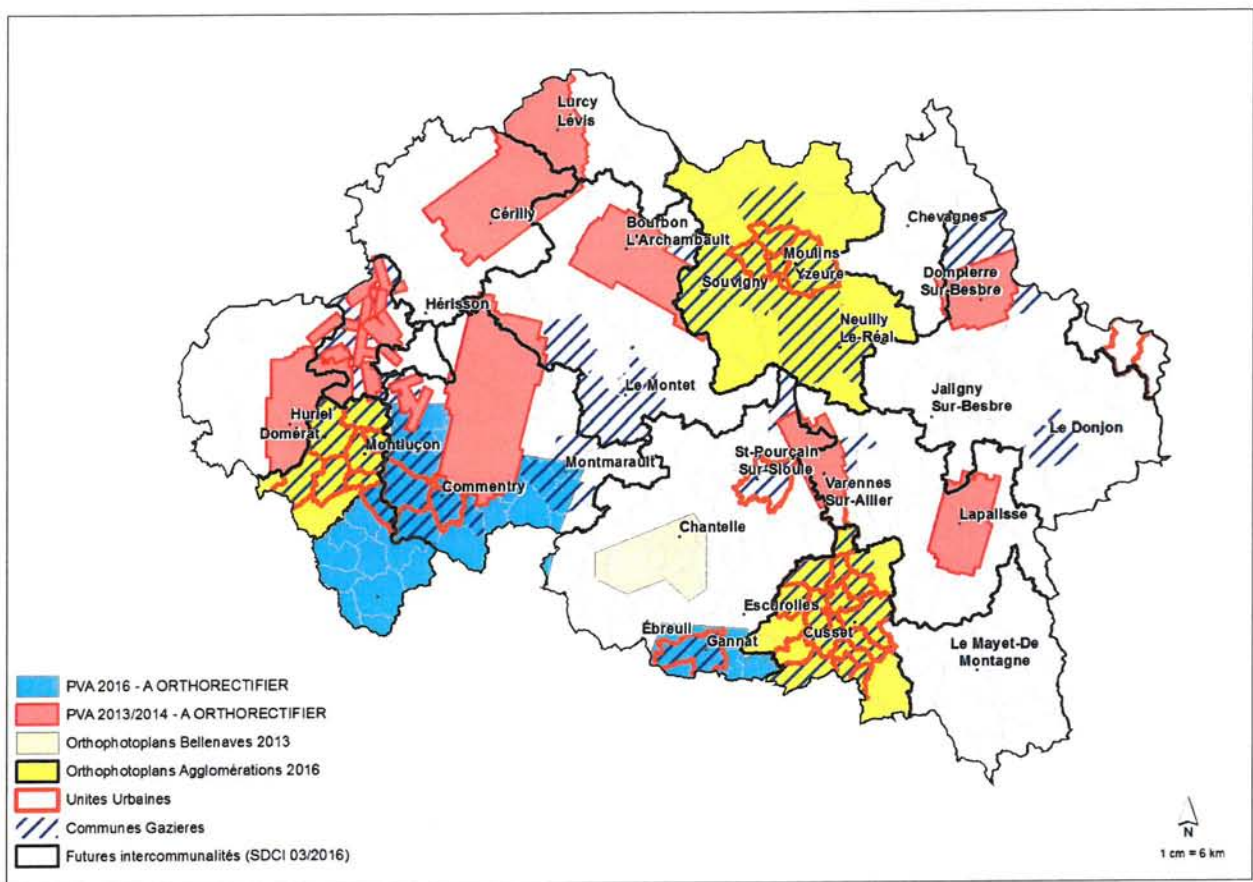 Lurcy
Lévis
Cérilly
Bourbon
L'Archambault
Chevagnes
Moulins
Yzeure
Souvigny
Dompierre
Sur-Besbre
Hérisson
Neuilly
Le-Réal
Le Montet
Jaligny
Sur-Besbre
Huriel
Domérat
Montluçon
Le Donjon
Montmarault
St-Pourçain
Sur-Sioule
Commentry
Varennes
Sur-Allier
Lapalisse
Chantelle
Escurolles
Ébreuil
Gannat
Cusset
Le Mayet-De
Montagne
PVA 2016 - A ORTHORECTIFIER
PVA 2013/2014 - A ORTHORECTIFIER
Orthophotoplans Bellenaves 2013
Orthophotoplans Agglomérations 2016
Unites Urbaines
Communes Gazieres
Futures intercommunalités (SDCI 03/2016)
N
1 cm = 6 km